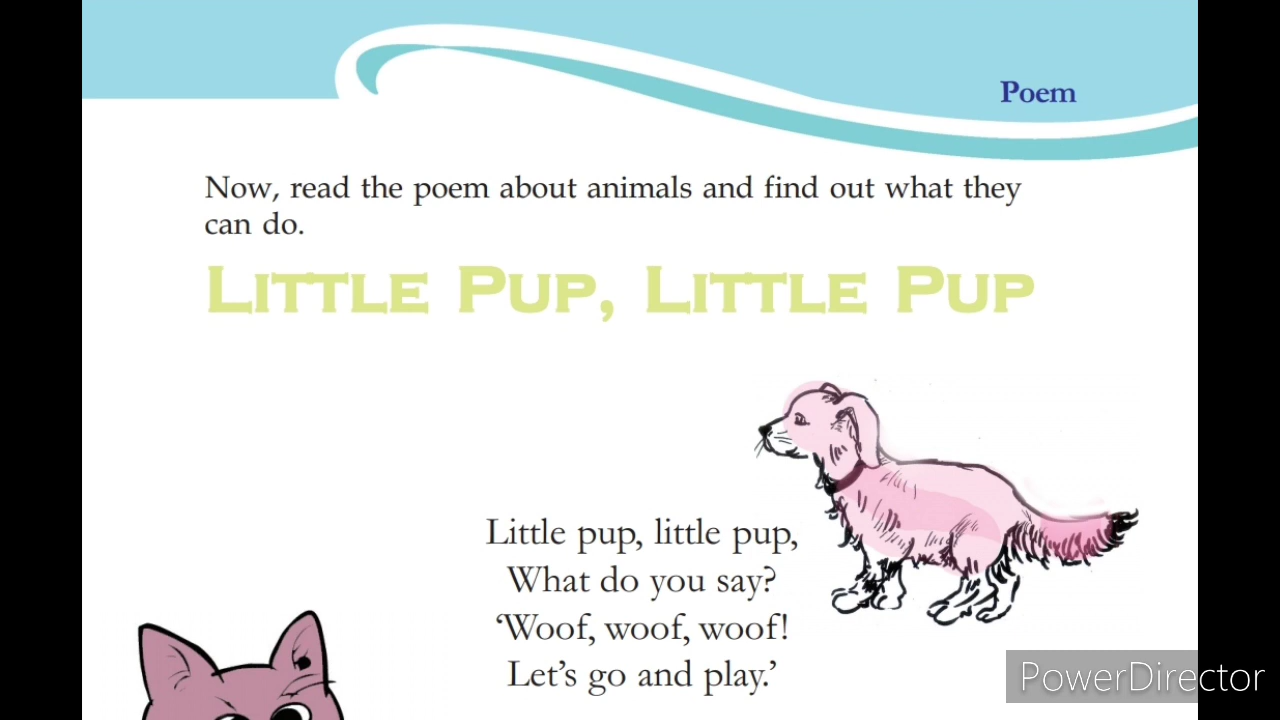 Poem
Now, read the poem about animals and find out what they
can do.
LITTLE PUP, LITTLE PUP
Little pup, little pup,
What do you say?
‘Woof, woof, woof!
Let’s go and play.’
PowerDirector